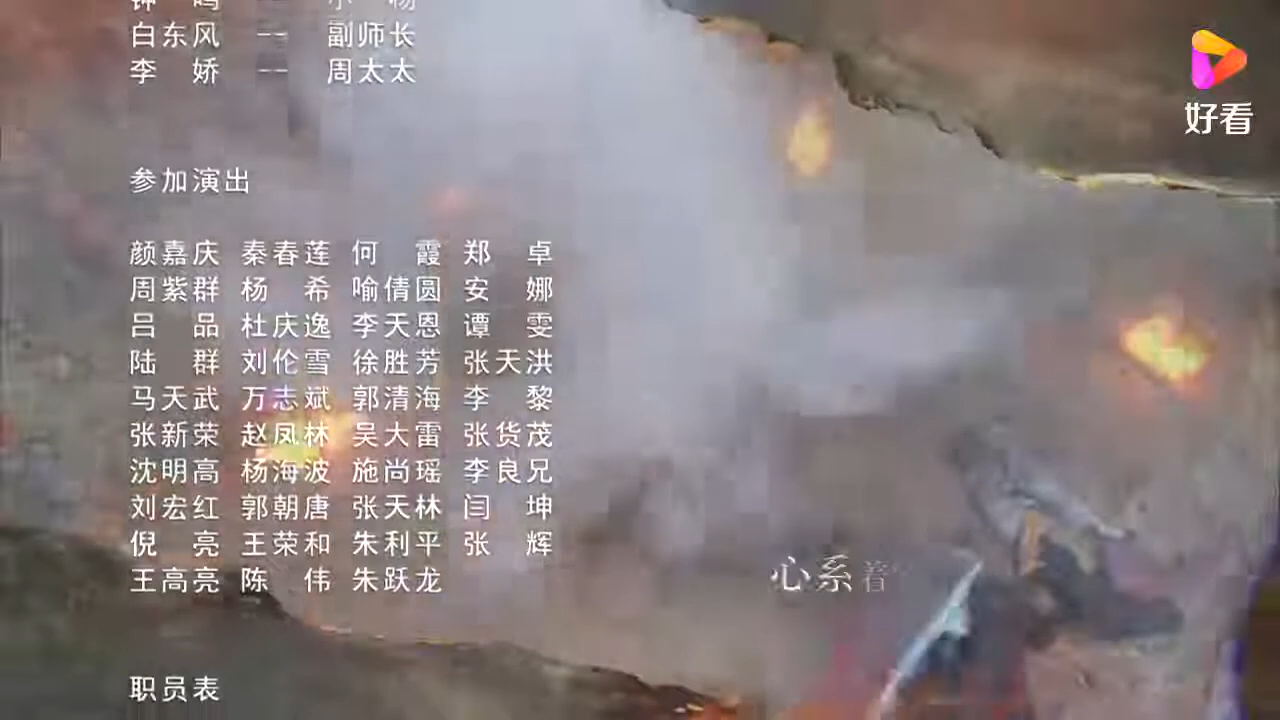 钟 鸣 -- 小 杨
白东风 -- 副师长
李 娇 -- 周太太
好看
参加演出
颜嘉庆 秦春莲 何 霞 郑 卓
周紫群 杨 希 喻倩圆 安 娜
吕 品 杜庆逸 李天恩 谭 雯
陆 群 刘伦雪 徐胜芳 张天洪
马天武 万志斌 郭清海 李 黎
张新荣 赵凤林 吴大雷 张货茂
沈明高 杨海波 施尚瑶 李良兄
刘宏红 郭朝唐 张天林 闫 坤
倪 亮 王荣和 朱利平 张 辉
王高亮 陈 伟 朱跃龙
心系着
职员表